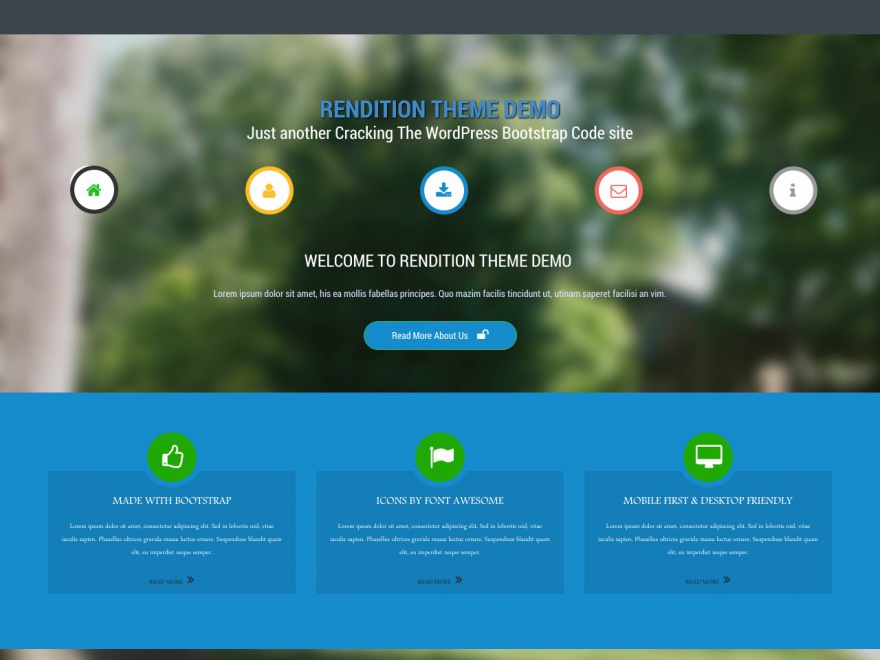 RENDITION THEME DEMO
Just another Cracking The WordPress Bootstrap Code site
WELCOME TO RENDITION THEME DEMO
Lorem ipsum dolor sit amet, his ea mollis fabellas principes. Quo mazim facilis tincidunt ut, utinam saperet facilisi an vim.
Read More About Us
MADE WITH BOOTSTRAP
Lorem ipsum dolor sit amet, consectetur adipiscing elit. Sed in lobortis nisl, vitae
iaculis sapien. Phasellus ultrices gravida massa luctus ornare. Suspendisse blandit quam
elit, eu imperdiet neque semper.
READ MORE »
ICONS BY FONT AWESOME
Lorem ipsum dolor sit amet, consectetur adipiscing elit. Sed in lobortis nisl, vitae
iaculis sapien. Phasellus ultrices gravida massa luctus ornare. Suspendisse blandit quam
elit, eu imperdiet neque semper.
READ MORE »
MOBILE FIRST & DESKTOP FRIENDLY
Lorem ipsum dolor sit amet, consectetur adipiscing elit. Sed in lobortis nisl, vitae
iaculis sapien. Phasellus ultrices gravida massa luctus ornare. Suspendisse blandit quam
elit, eu imperdiet neque semper.
READ MORE »